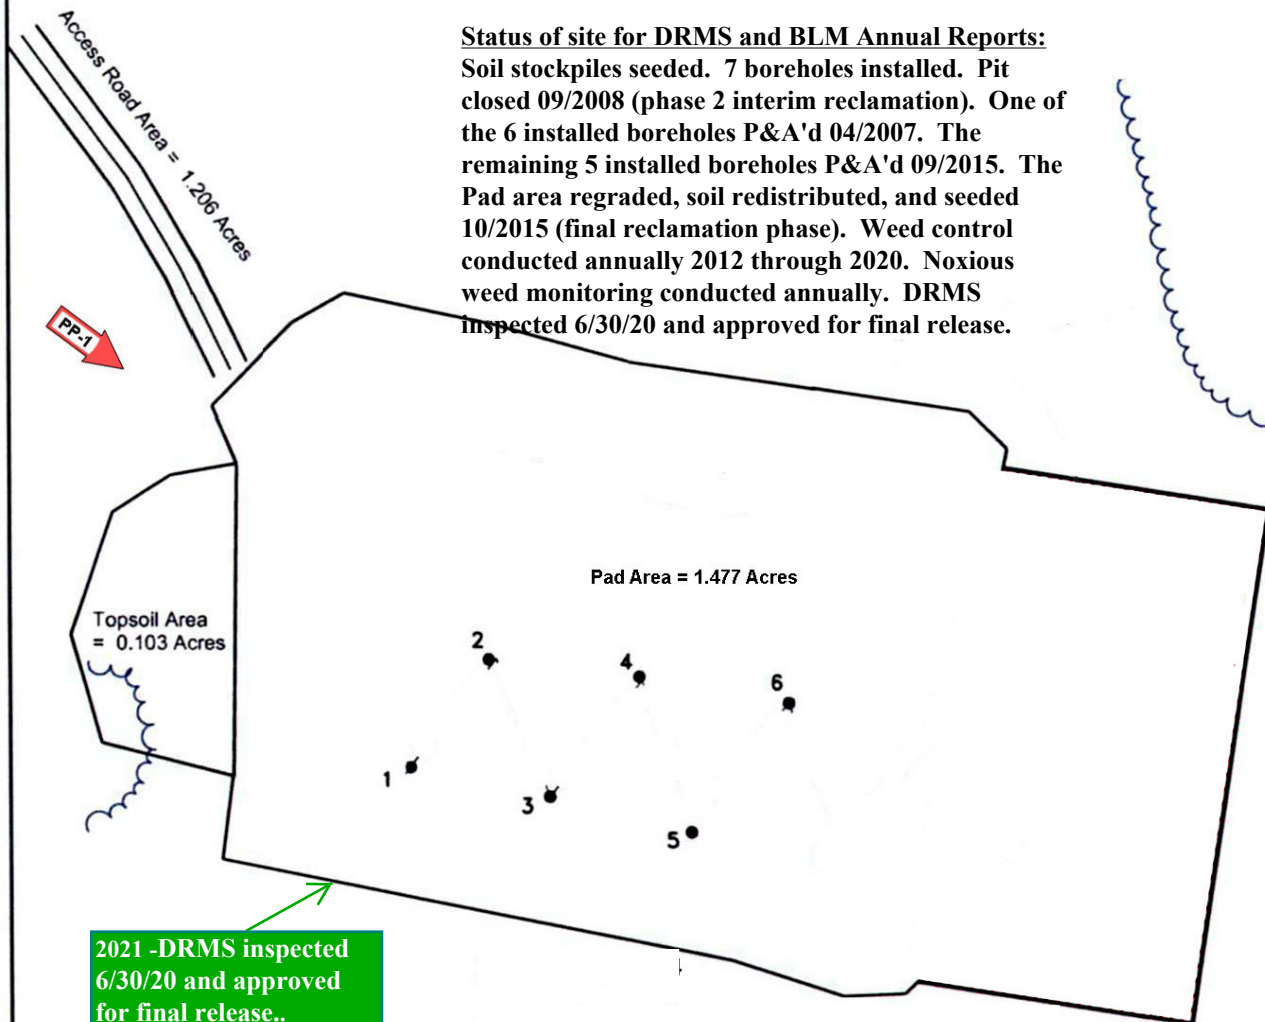 Status of site for DRMS and BLM Annual Reports:
Soil stockpiles seeded. 7 boreholes installed. Pit
closed 09/2008 (phase 2 interim reclamation). One of
the 6 installed boreholes P&A'd 04/2007. The
remaining 5 installed boreholes P&A'd 09/2015. The
Pad area regraded, soil redistributed, and seeded
10/2015 (final reclamation phase). Weed control
conducted annually 2012 through 2020. Noxious
weed monitoring conducted annually. DRMS
inspected 6/30/20 and approved for final release.
Access Road Area = 1.206 Acres
PP-1
Pad Area = 1.477 Acres
Topsoil Area
= 0.103 Acres
2
4
6
1
3
5
2021 -DRMS inspected
6/30/20 and approved
for final release..